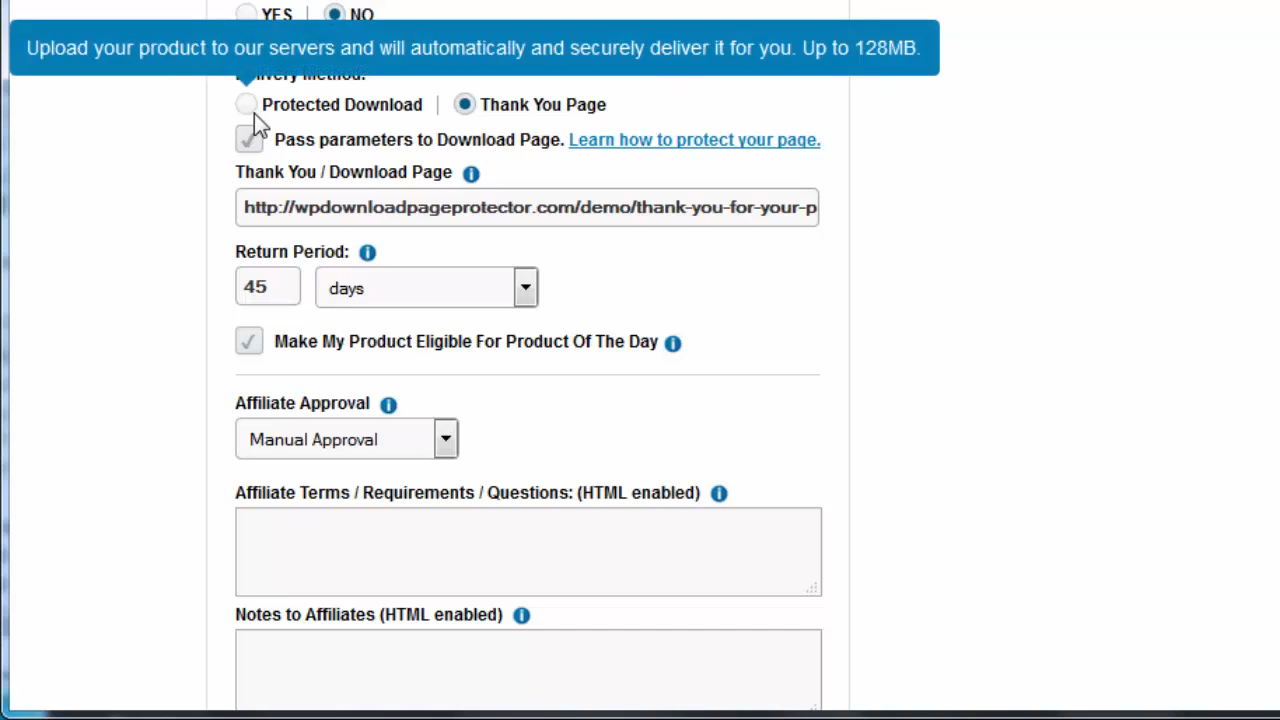 YES | NO
Upload your product to our servers and will automatically and securely deliver it for you. Up to 128MB.
Delivery Method:
Protected Download | Thank You Page
Pass parameters to Download Page. Learn how to protect your page.
Thank You / Download Page
http://wpdownloadpageprotector.com/demo/thank-you-for-your-p
Return Period:
45 days
Make My Product Eligible For Product Of The Day
Affiliate Approval
Manual Approval
Affiliate Terms / Requirements / Questions: (HTML enabled)
Notes to Affiliates (HTML enabled)